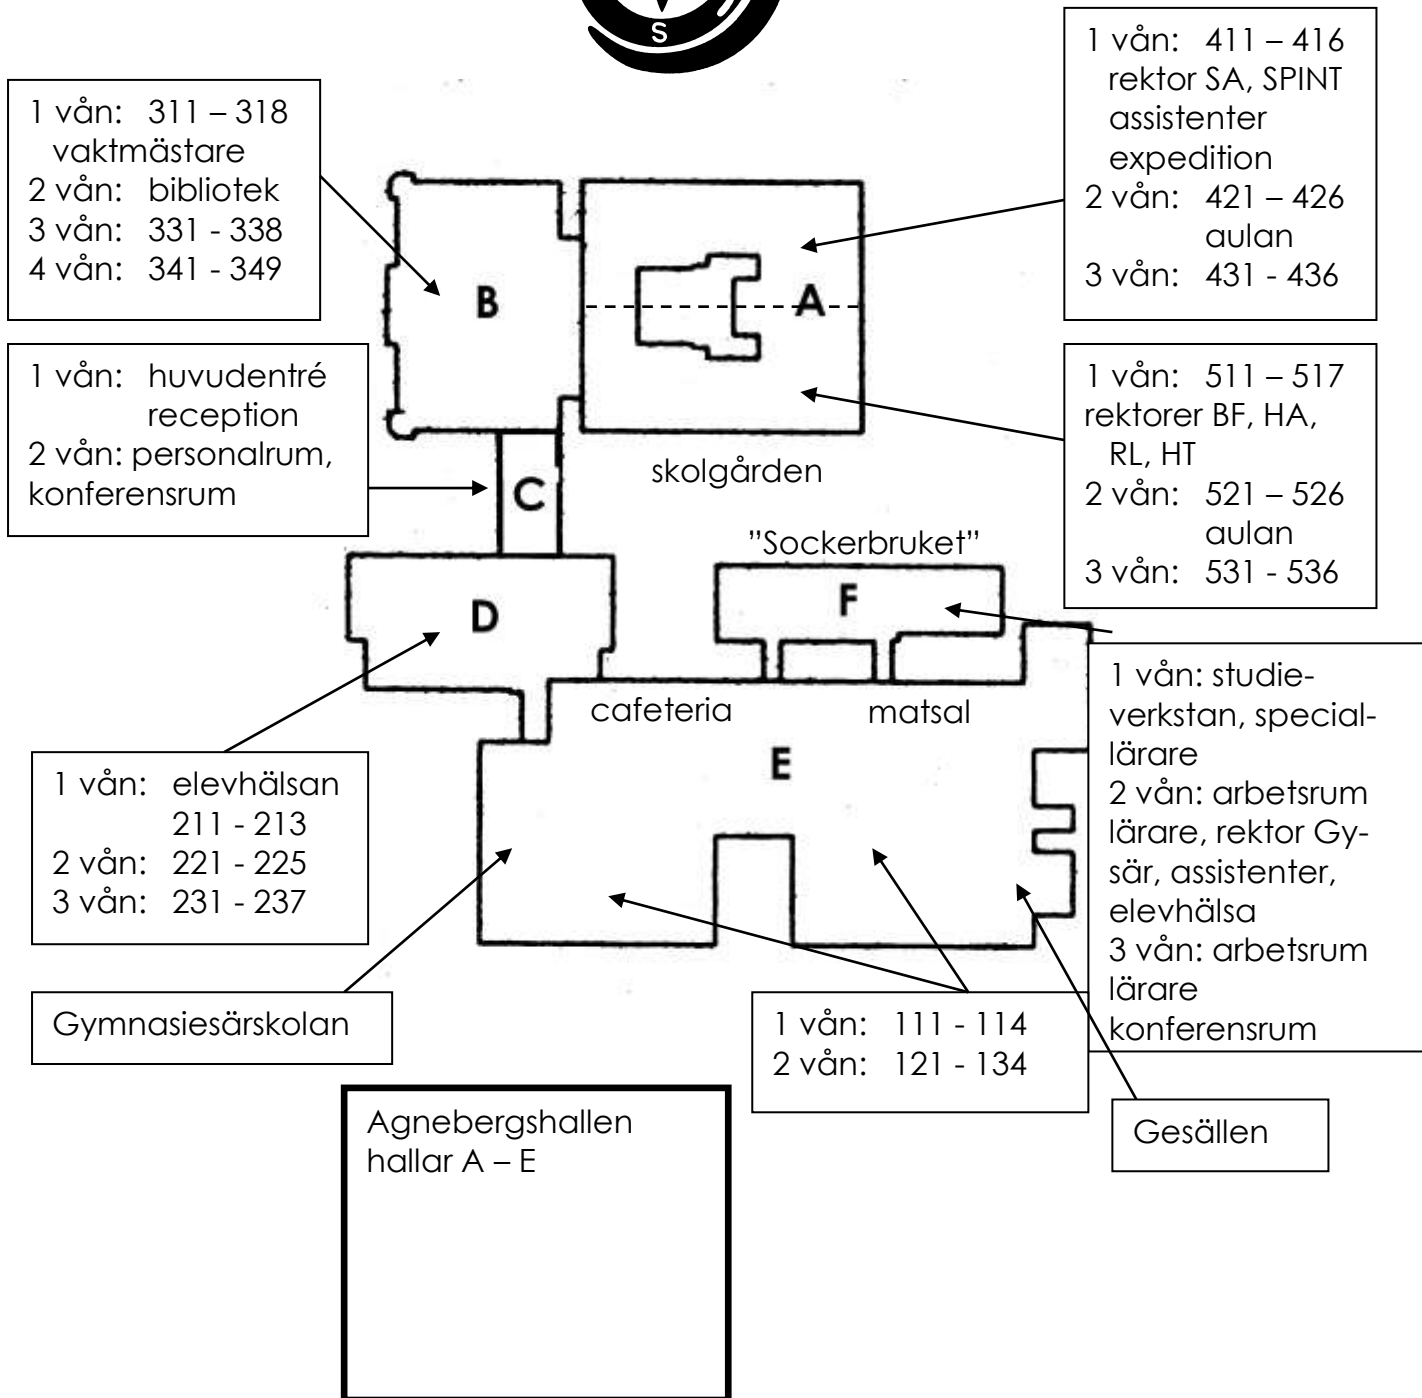 S
1 vån: 311 – 318
vaktmästare
2 vån: bibliotek
3 vån: 331 - 338
4 vån: 341 - 349
1 vån: 411 – 416
rektor SA, SPINT
assistenter
expedition
2 vån: 421 – 426
aulan
3 vån: 431 - 436
B
A
1 vån: huvudentré
reception
2 vån: personalrum,
konferensrum
1 vån: 511 – 517
rektorer BF, HA,
RL, HT
2 vån: 521 – 526
aulan
3 vån: 531 - 536
skolgården
C
”Sockerbruket”
D
F
cafeteria
matsal
E
1 vån: studie-
verkstan, special-
lärare
2 vån: arbetsrum
lärare, rektor Gy-
sär, assistenter,
elevhälsa
3 vån: arbetsrum
lärare
konferensrum
1 vån: elevhälsan
211 - 213
2 vån: 221 - 225
3 vån: 231 - 237
Gymnasiesärskolan
1 vån: 111 - 114
2 vån: 121 - 134
Gesällen
Agnebergshallen
hallar A – E